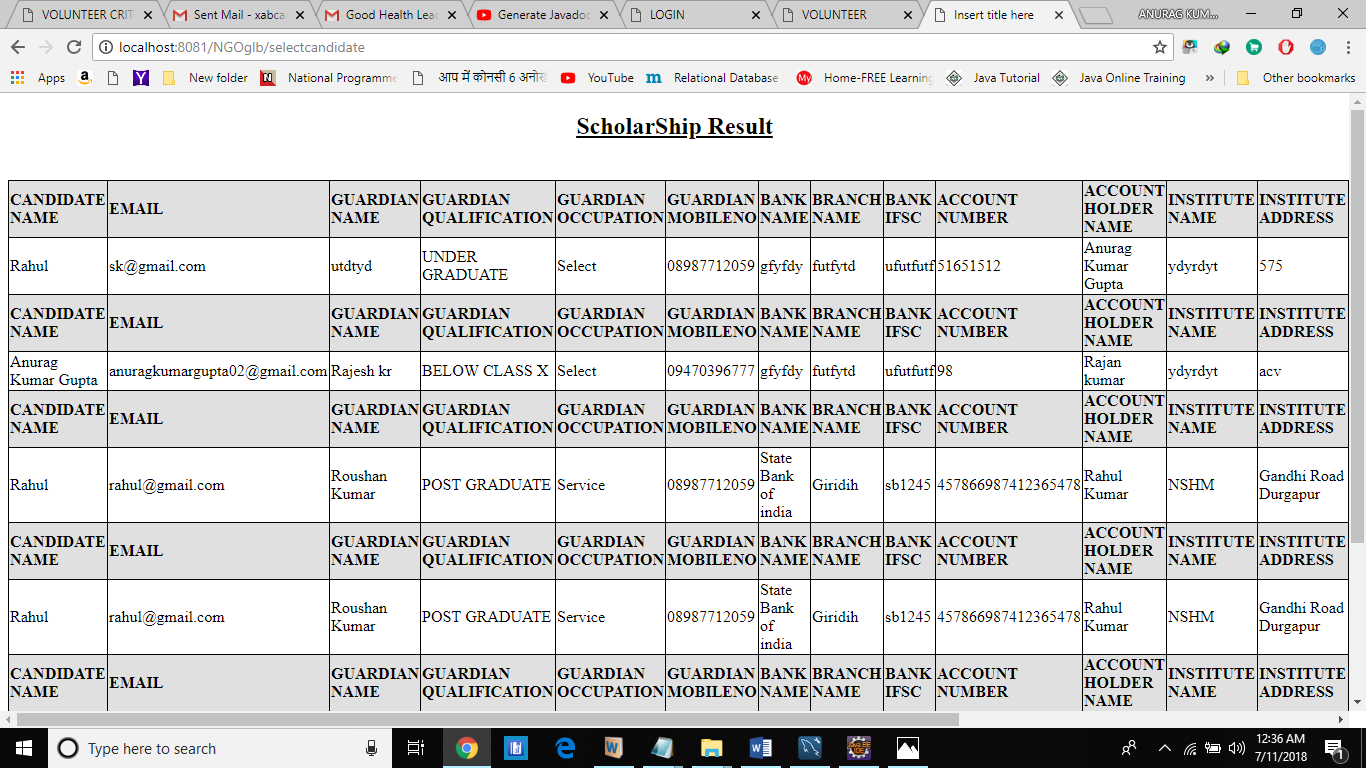 VOLUNTEER CRIT
Sent Mail - xabca
Good Health Lead
Generate Javadoc
LOGIN
VOLUNTEER
Insert title here
ANURAG KUM...
localhost:8081/NGOglb/selectcandidate
Apps
New folder
National Programme
आप में कोनसी 6 अनोखे
YouTube
Relational Database
Home-FREE Learning
Java Tutorial
Java Online Training
»
Other bookmarks
ScholarShip Result
CANDIDATE NAME EMAIL GUARDIAN NAME GUARDIAN QUALIFICATION GUARDIAN OCCUPATION GUARDIAN MOBILENO BANK NAME BRANCH NAME BANK IFSC ACCOUNT NUMBER ACCOUNT HOLDER NAME INSTITUTE NAME INSTITUTE ADDRESS
Rahul sk@gmail.com utdtyd UNDER GRADUATE Select 08987712059 gfyfdy futfytd ufutfutf 51651512 Anurag Kumar Gupta ydyrdyt 575
CANDIDATE NAME EMAIL GUARDIAN NAME GUARDIAN QUALIFICATION GUARDIAN OCCUPATION GUARDIAN MOBILENO BANK NAME BRANCH NAME BANK IFSC ACCOUNT NUMBER ACCOUNT HOLDER NAME INSTITUTE NAME INSTITUTE ADDRESS
Anurag Kumar Gupta anuragkumargupta02@gmail.com Rajesh kr BELOW CLASS X Select 09470396777 gfyfdy futfytd ufutfutf 98 Rajan kumar ydyrdyt acv
CANDIDATE NAME EMAIL GUARDIAN NAME GUARDIAN QUALIFICATION GUARDIAN OCCUPATION GUARDIAN MOBILENO BANK NAME BRANCH NAME BANK IFSC ACCOUNT NUMBER ACCOUNT HOLDER NAME INSTITUTE NAME INSTITUTE ADDRESS
Rahul rahul@gmail.com Roushan Kumar POST GRADUATE Service 08987712059 State Bank of india Giridih sb1245 457866987412365478 Rahul Kumar NSHM Gandhi Road Durgapur
CANDIDATE NAME EMAIL GUARDIAN NAME GUARDIAN QUALIFICATION GUARDIAN OCCUPATION GUARDIAN MOBILENO BANK NAME BRANCH NAME BANK IFSC ACCOUNT NUMBER ACCOUNT HOLDER NAME INSTITUTE NAME INSTITUTE ADDRESS
Rahul rahul@gmail.com Roushan Kumar POST GRADUATE Service 08987712059 State Bank of india Giridih sb1245 457866987412365478 Rahul Kumar NSHM Gandhi Road Durgapur
CANDIDATE NAME EMAIL GUARDIAN NAME GUARDIAN QUALIFICATION GUARDIAN OCCUPATION GUARDIAN MOBILENO BANK NAME BRANCH NAME BANK IFSC ACCOUNT NUMBER ACCOUNT HOLDER NAME INSTITUTE NAME INSTITUTE ADDRESS
Type here to search
12:36 AM
7/11/2018
1